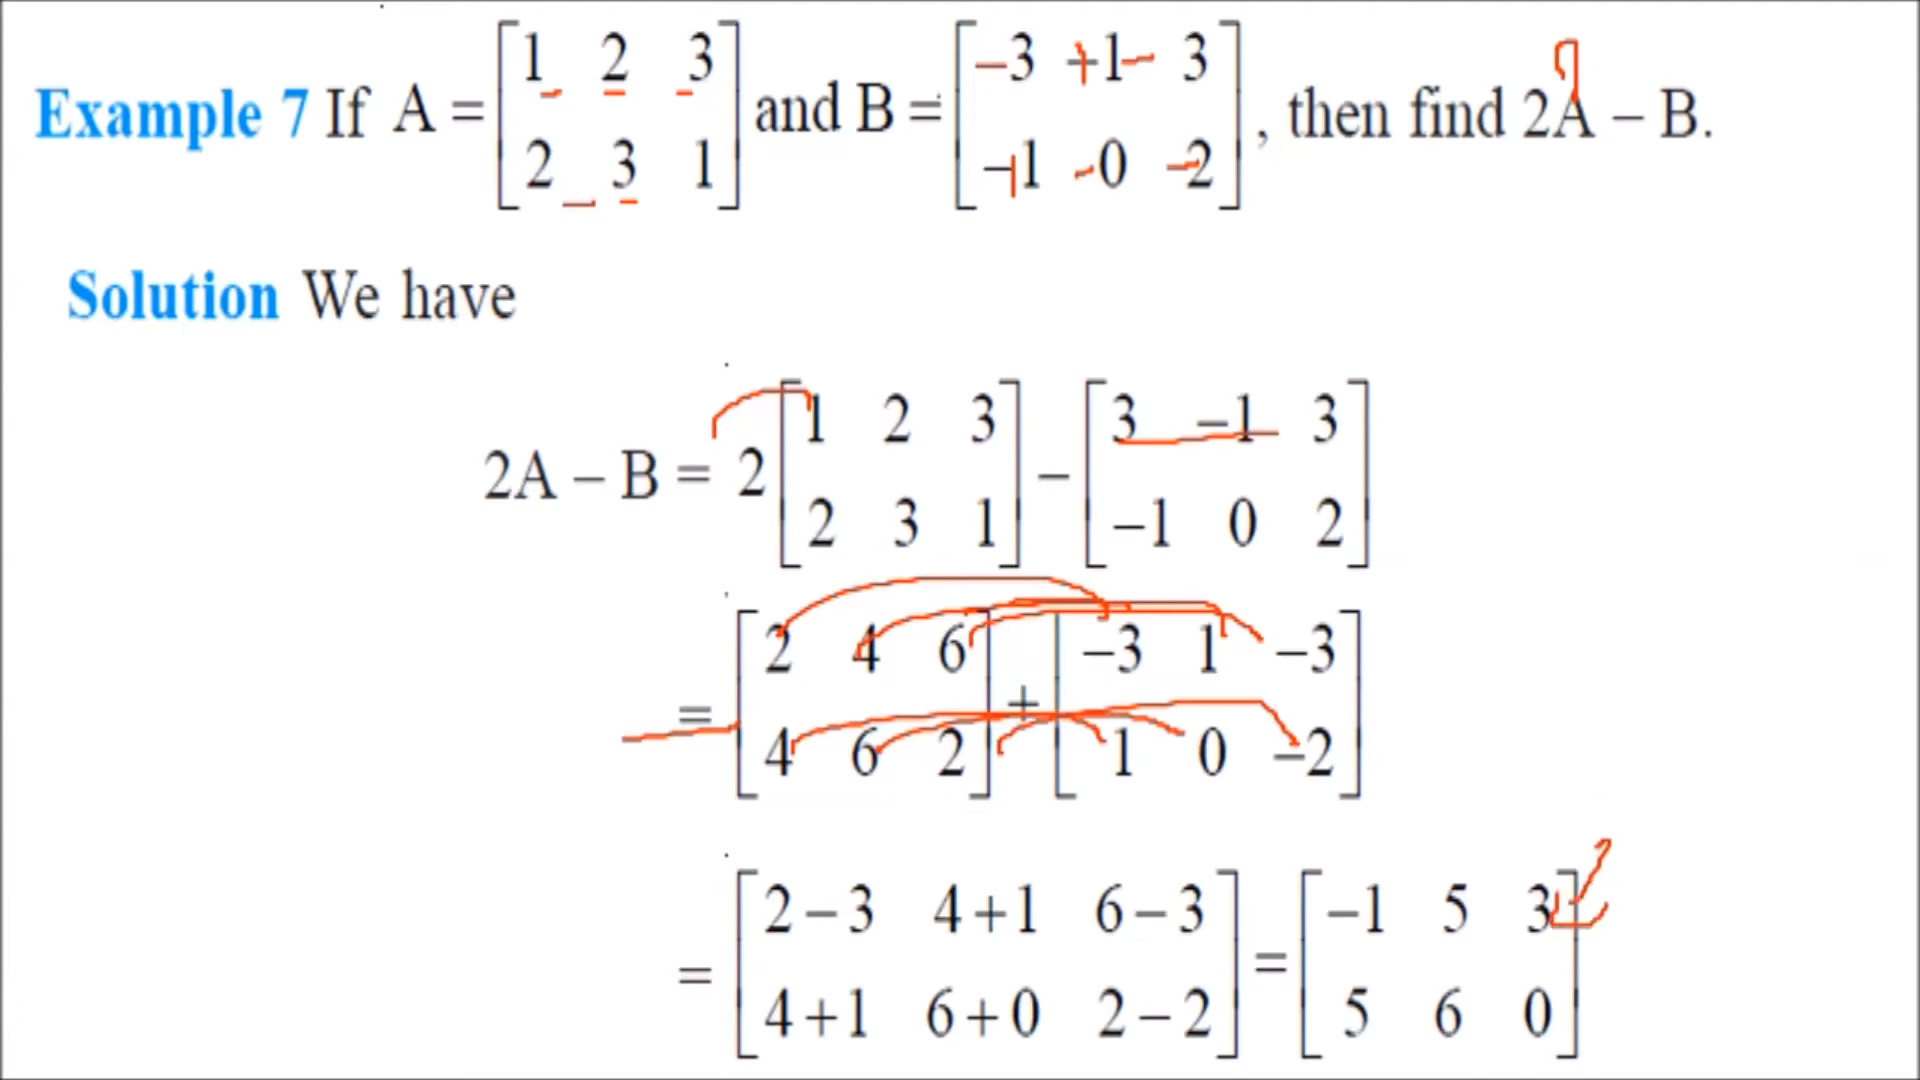 Example 7 If A = [1 2 3; 2 3 1] and B = [3 −1 3; −1 0 2], then find 2A − B.
Solution We have
2A − B = 2 [1 2 3; 2 3 1] − [3 −1 3; −1 0 2]
= [2 4 6; 4 6 2] + [−3 1 −3; 1 0 −2]
= [2−3 4+1 6−3; 4+1 6+0 2−2] = [−1 5 3; 5 6 0]